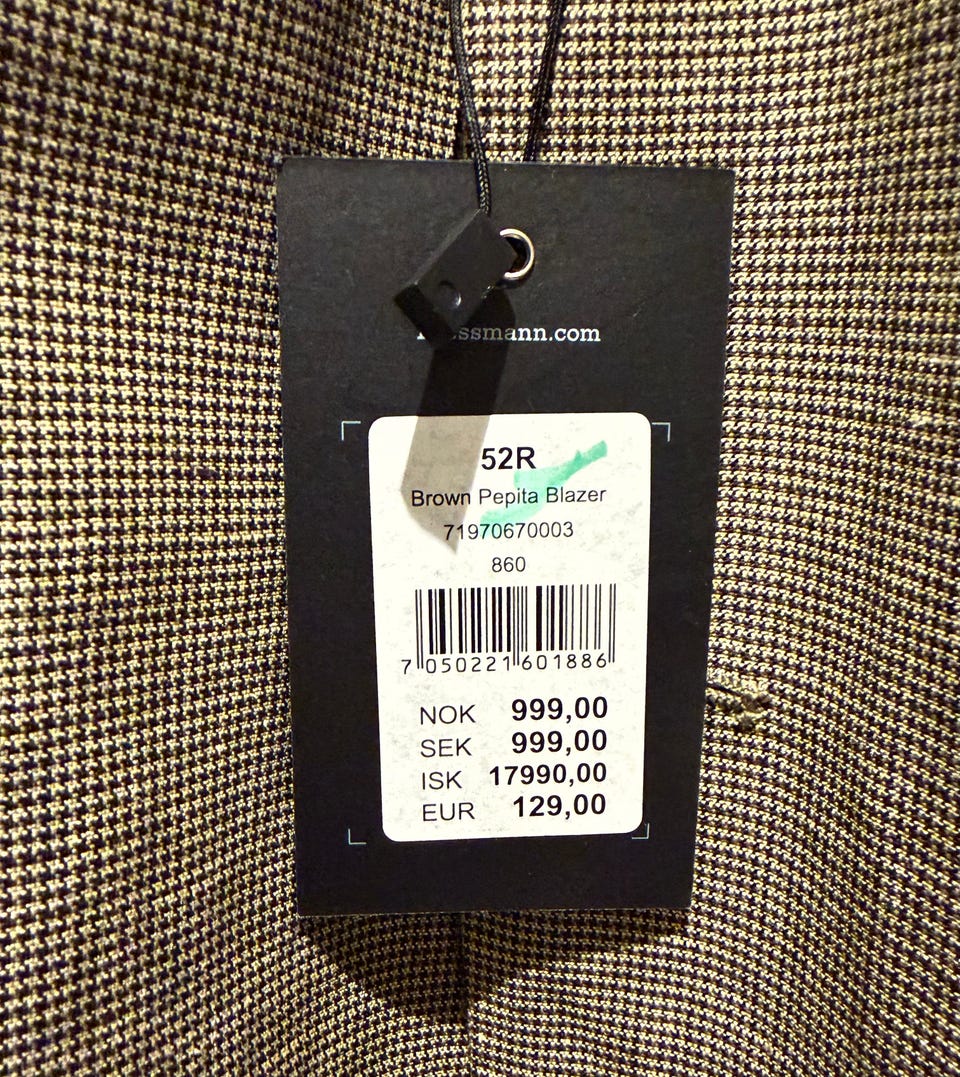 52R
Brown Pepita Blazer
71970670003
860
7 050221 601886
NOK 999,00
SEK 999,00
ISK 17990,00
EUR 129,00